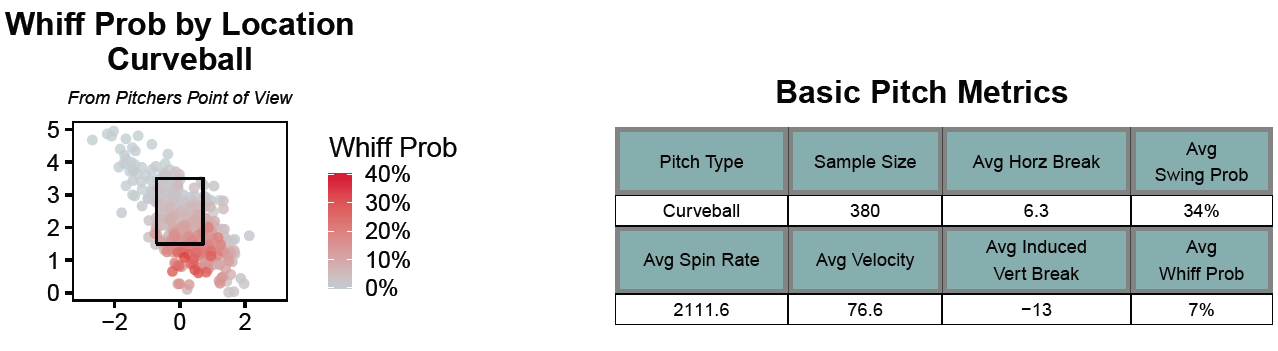 Whiff Prob by Location
Curveball
From Pitchers Point of View
5
4
3
2
1
0
−2 0 2
Whiff Prob
40%
30%
20%
10%
0%
Basic Pitch Metrics
Pitch Type Sample Size Avg Horz Break Avg
Swing Prob
Curveball 380 6.3 34%
Avg Spin Rate Avg Velocity Avg Induced
Vert Break Avg
Whiff Prob
2111.6 76.6 −13 7%